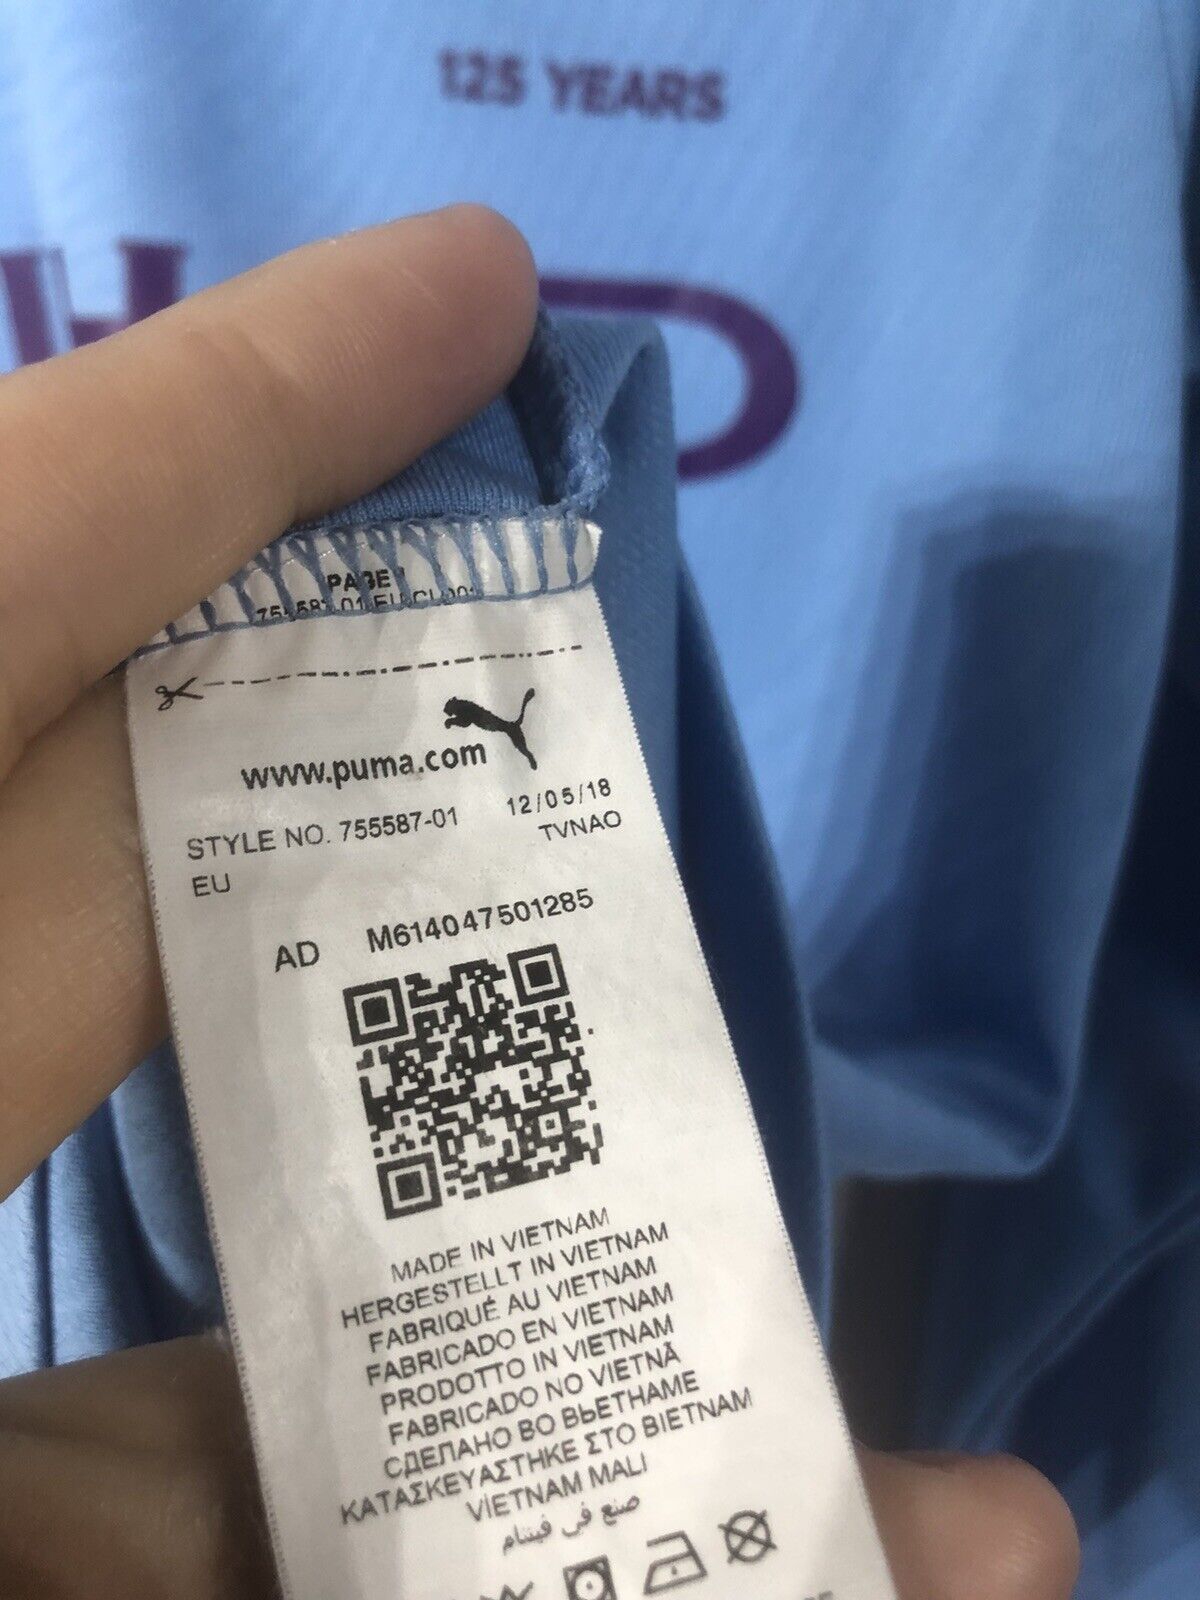 125 YEARS
H D
PAGE 1
www.puma.com
STYLE NO. 755587-01 12/05/18
EU TVNAO
AD M614047501285
MADE IN VIETNAM
HERGESTELLT IN VIETNAM
FABRIQUÉ AU VIETNAM
FABRICADO EN VIETNAM
PRODOTTO IN VIETNAM
FABRICADO NO VIETNÃ
СДЕЛАНО ВО ВЬЕТНАМЕ
ΚΑΤΑΣΚΕΥΑΣΤΗΚΕ ΣΤΟ ΒΙΕΤΝΑΜ
VIETNAM MALI
صنع في فيتنام